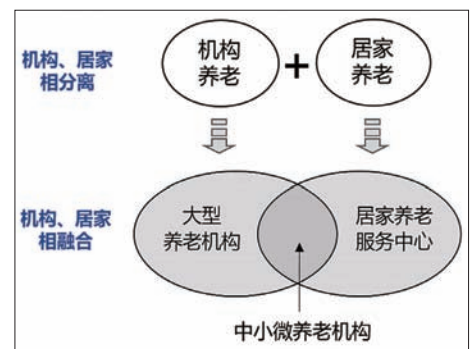 机构、居家
相分离
机构
养老
+
居家
养老
机构、居家
相融合
大型
养老机构
居家养老
服务中心
中小微养老机构